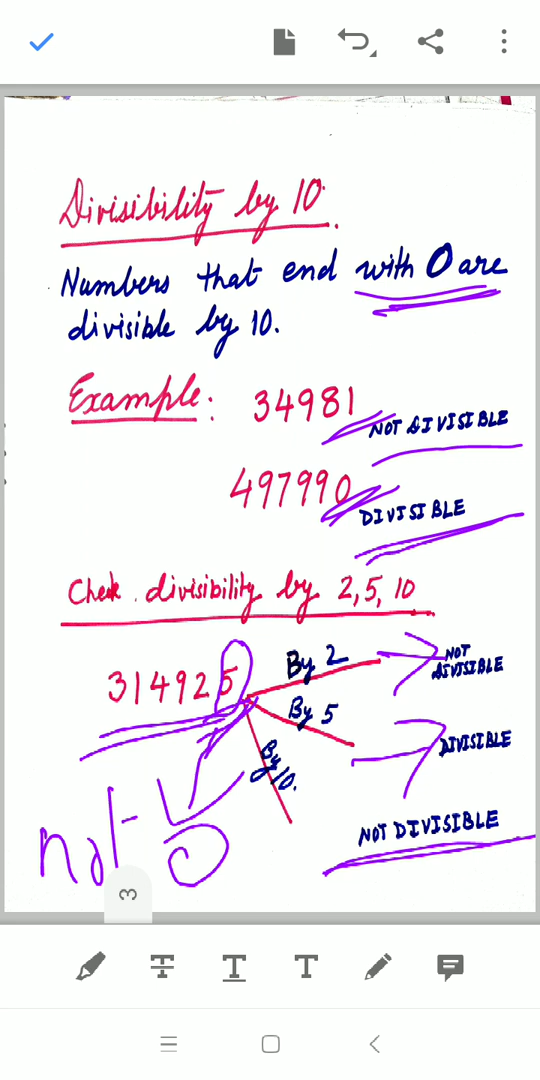 Divisibility by 10.
Numbers that end with 0 are
divisible by 10.
Example: 34981
NOT DIVISIBLE
497990
DIVISIBLE
Check divisibility by 2, 5, 10
314925
By 2
NOT
DIVISIBLE
By 5
DIVISIBLE
By 10.
NOT DIVISIBLE
not 0
3
T T T